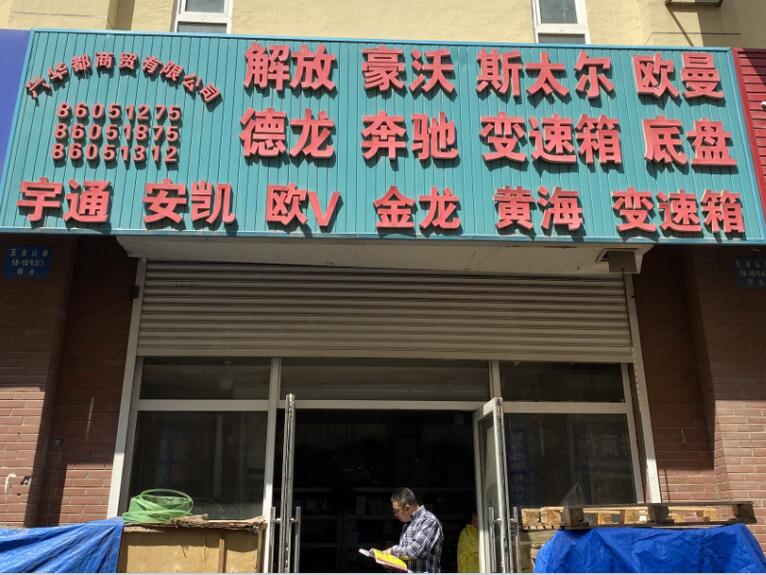 兴华都商贸有限公司
86051275
86051875
86051312
解放 豪沃 斯太尔 欧曼
德龙 奔驰 变速箱 底盘
宇通 安凯 欧V 金龙 黄海 变速箱